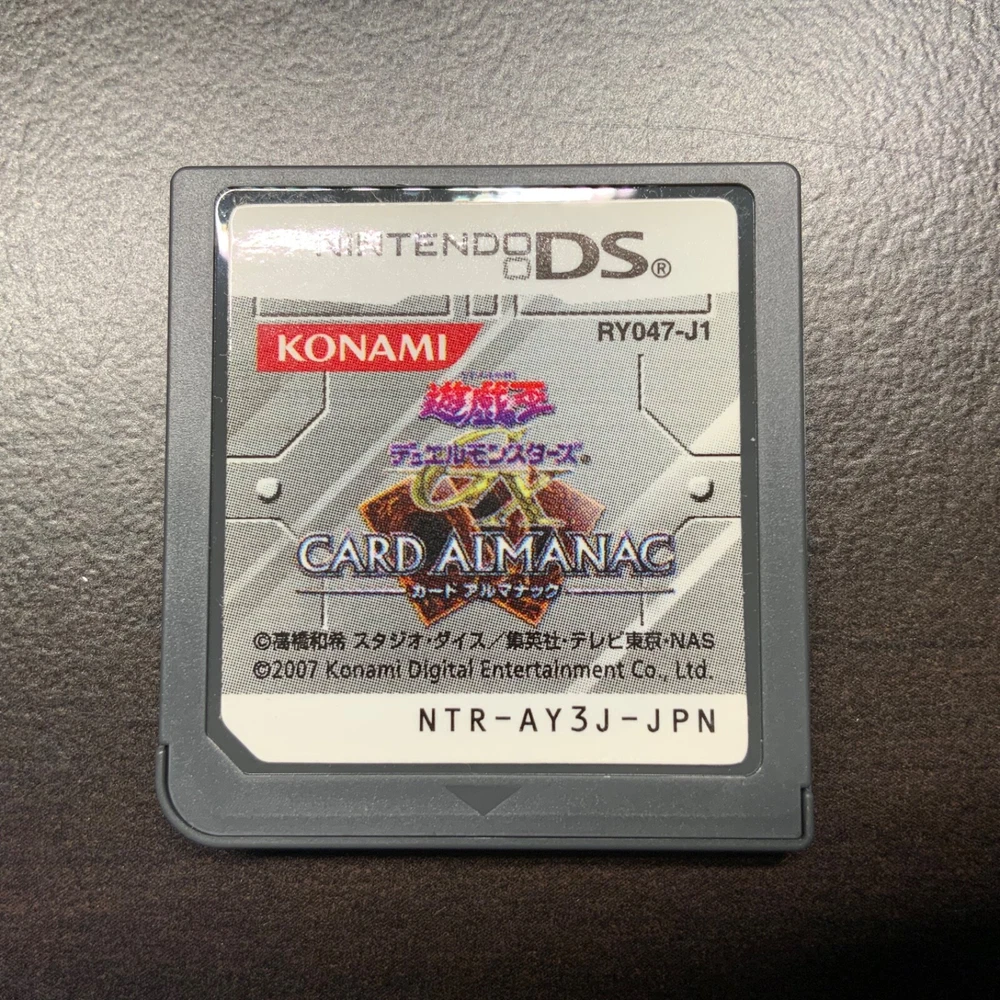 NINTENDO DS®
KONAMI
RY047-J1
遊戯王
デュエルモンスターズ®
GX
CARD ALMANAC
カード アルマナック
©高橋和希 スタジオ・ダイス／集英社・テレビ東京・NAS
©2007 Konami Digital Entertainment Co., Ltd.
NTR-AY3J-JPN